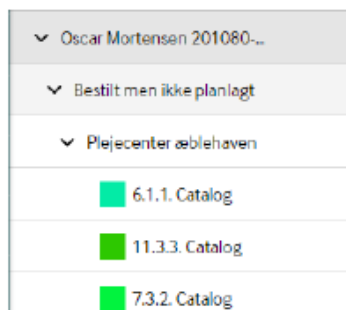 Oscar Mortensen 201080-...
Bestilt men ikke planlagt
Plejecenter æblehaven
6.1.1. Catalog
11.3.3. Catalog
7.3.2. Catalog